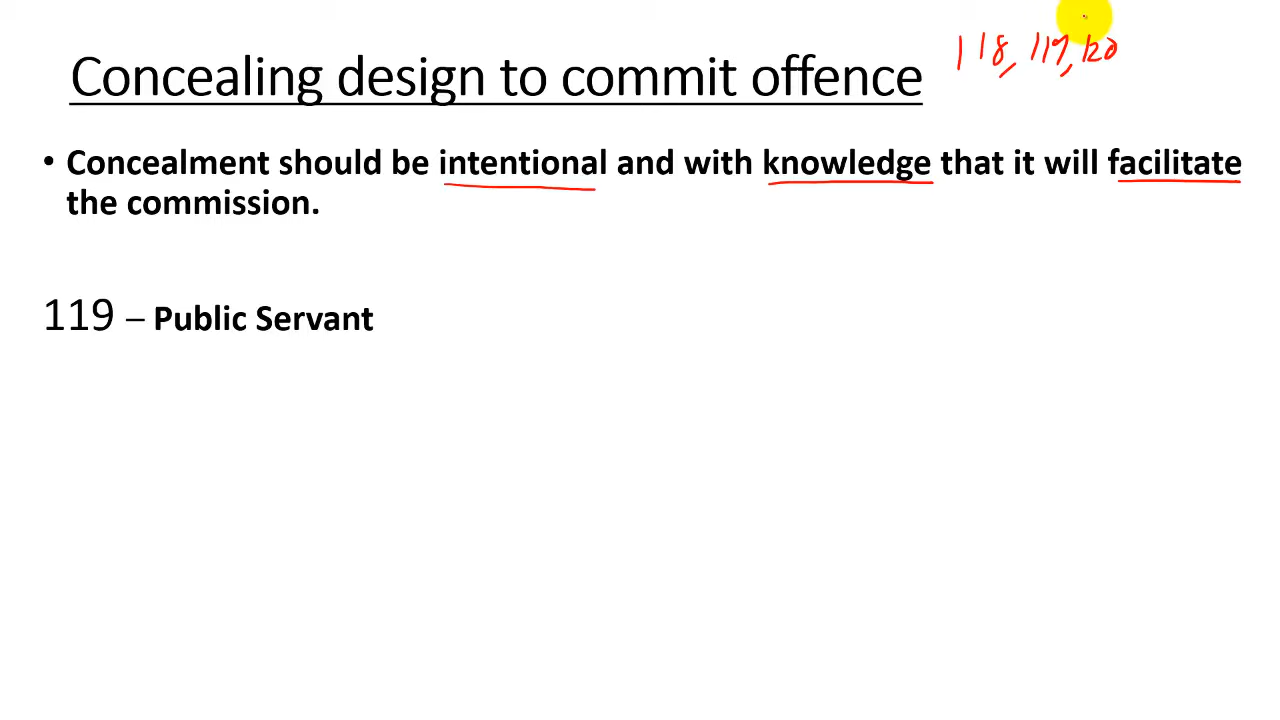 Concealing design to commit offence
118, 119, 120
• Concealment should be intentional and with knowledge that it will facilitate
the commission.
119 – Public Servant